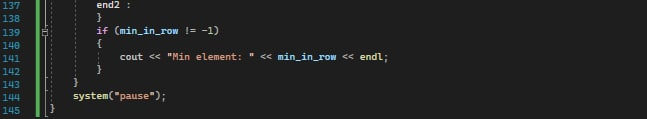 137 end2 :
138 }
139 if (min_in_row != -1)
140 {
141 cout << "Min element: " << min_in_row << endl;
142 }
143 }
144 system("pause");
145 }